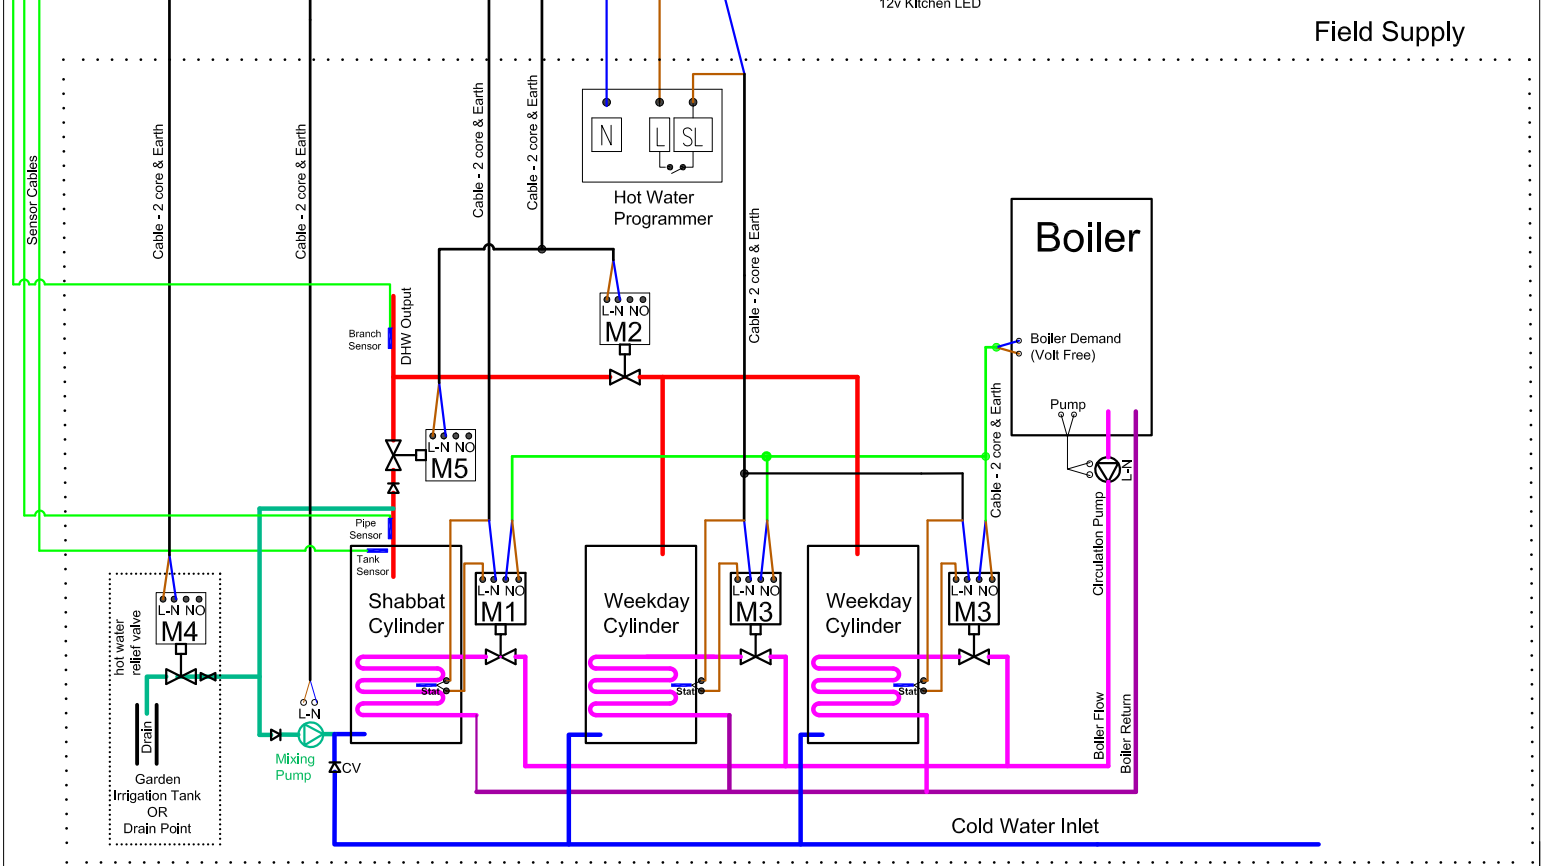 12v Kitchen LED
Field Supply
Sensor Cables
Cable - 2 core & Earth
Cable - 2 core & Earth
Cable - 2 core & Earth
Cable - 2 core & Earth
N
L
SL
Hot Water
Programmer
Cable - 2 core & Earth
Boiler
Boiler Demand
(Volt Free)
Pump
L-N
Circulation Pump
Cable - 2 core & Earth
DHW Output
Branch
Sensor
L-N NO
M2
L-N NO
M5
Pipe
Sensor
Tank
Sensor
Shabbat
Cylinder
Stat
L-N NO
M1
Weekday
Cylinder
Stat
L-N NO
M3
Weekday
Cylinder
Stat
L-N NO
M3
hot water
relief valve
L-N NO
M4
Drain
Garden
Irrigation Tank
OR
Drain Point
L-N
Mixing
Pump
CV
Boiler Flow
Boiler Return
Cold Water Inlet